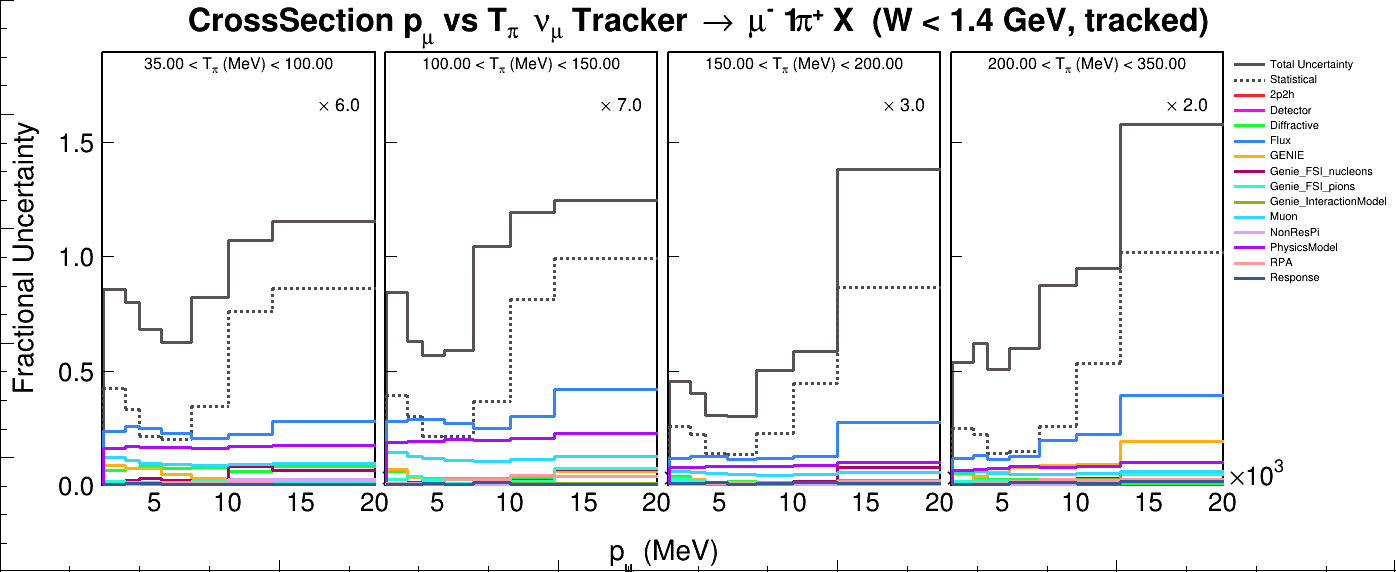 CrossSection pμ vs Tπ νμ Tracker → μ- 1π+ X (W < 1.4 GeV, tracked)
35.00 < Tπ (MeV) < 100.00
100.00 < Tπ (MeV) < 150.00
150.00 < Tπ (MeV) < 200.00
200.00 < Tπ (MeV) < 350.00
× 6.0
× 7.0
× 3.0
× 2.0
Total Uncertainty
Statistical
2p2h
Detector
Diffractive
Flux
GENIE
Genie_FSI_nucleons
Genie_FSI_pions
Genie_InteractionModel
Muon
NonResPi
PhysicsModel
RPA
Response
Fractional Uncertainty
1.5
1.0
0.5
0.0
5 10 15 20
5 10 15 20
5 10 15 20
5 10 15 20
×103
pμ (MeV)